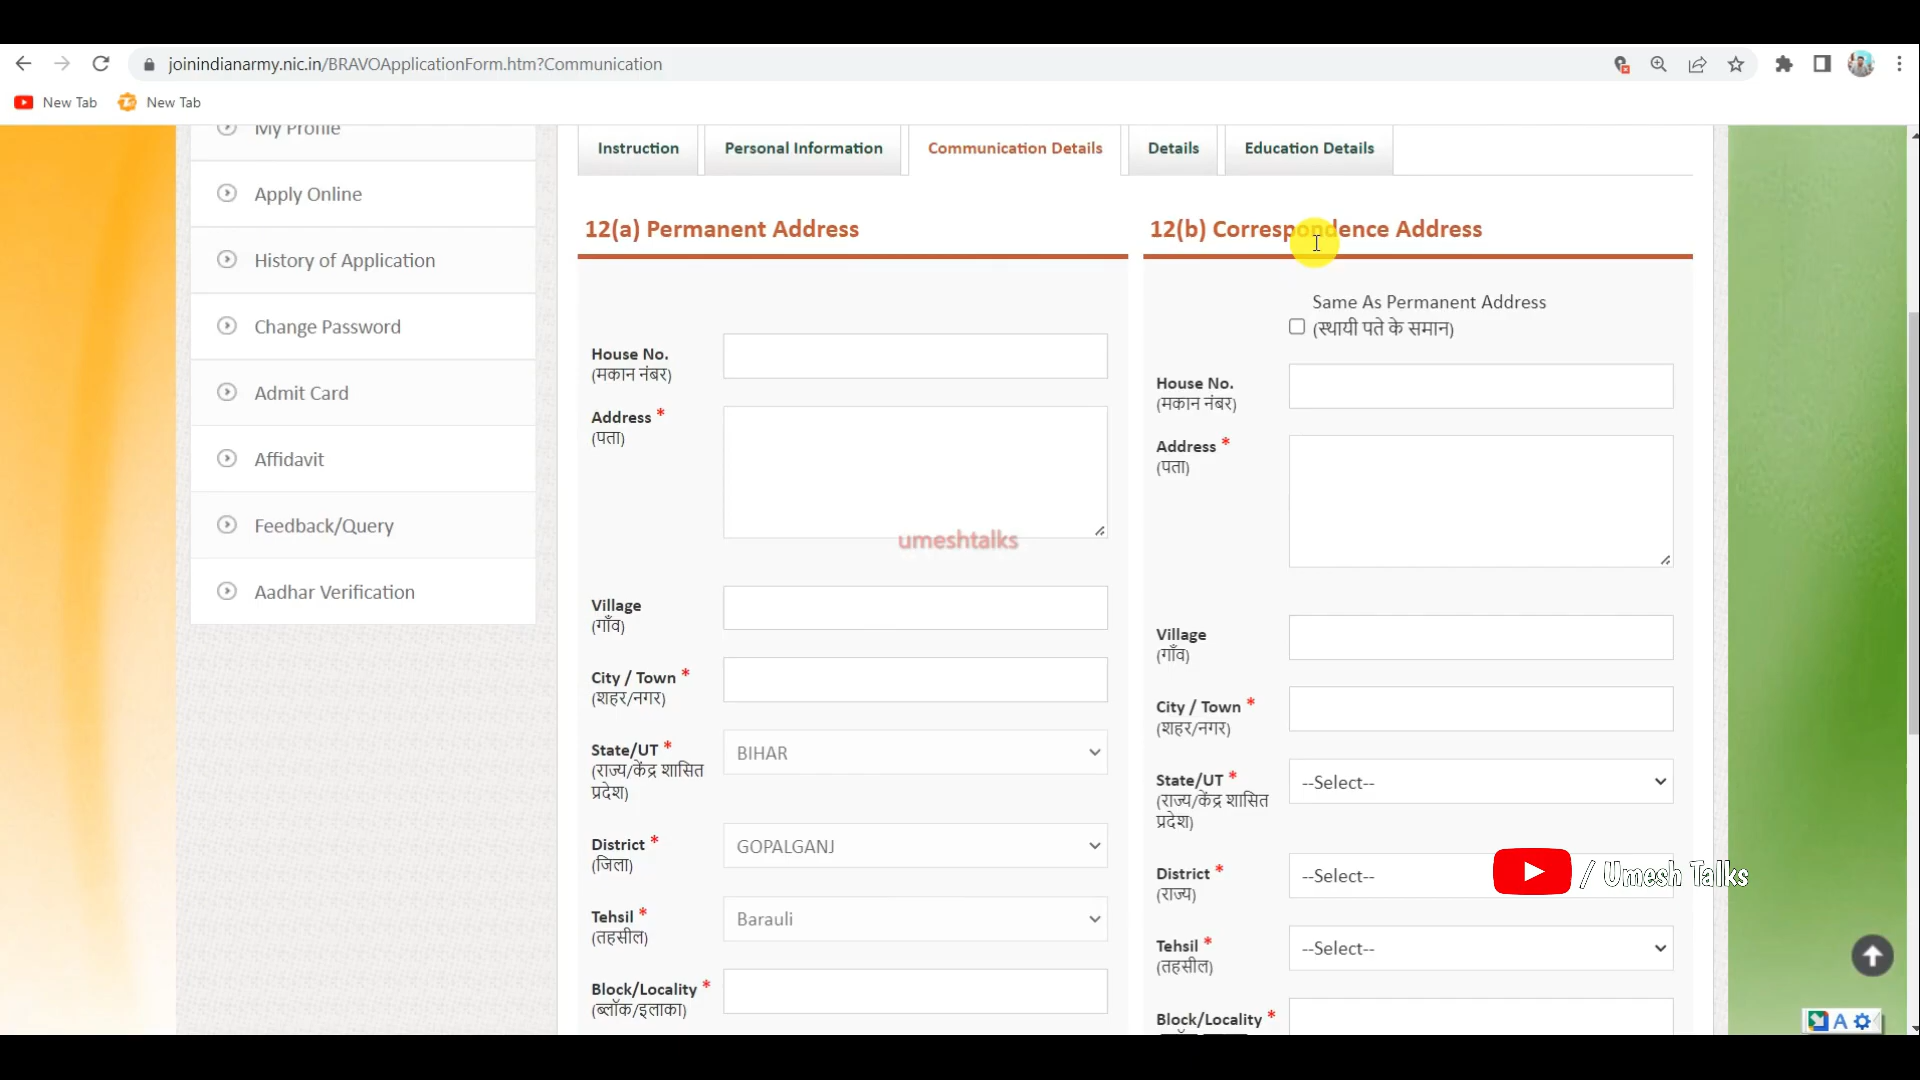 joinindianarmy.nic.in/BRAVOApplicationForm.htm?Communication
New Tab
New Tab
My Profile
Apply Online
History of Application
Change Password
Admit Card
Affidavit
Feedback/Query
Aadhar Verification
Instruction
Personal Information
Communication Details
Details
Education Details
12(a) Permanent Address
House No.
(मकान नंबर)
Address *
(पता)
umeshtalks
Village
(गाँव)
City / Town *
(शहर/नगर)
State/UT *
(राज्य/केंद्र शासित
प्रदेश)
BIHAR
District *
(जिला)
GOPALGANJ
Tehsil *
(तहसील)
Barauli
Block/Locality *
(ब्लॉक/इलाका)
12(b) Correspondence Address
Same As Permanent Address
(स्थायी पते के समान)
House No.
(मकान नंबर)
Address *
(पता)
Village
(गाँव)
City / Town *
(शहर/नगर)
State/UT *
(राज्य/केंद्र शासित
प्रदेश)
--Select--
District *
(राज्य)
--Select--
/ Umesh Talks
Tehsil *
(तहसील)
--Select--
Block/Locality *
A